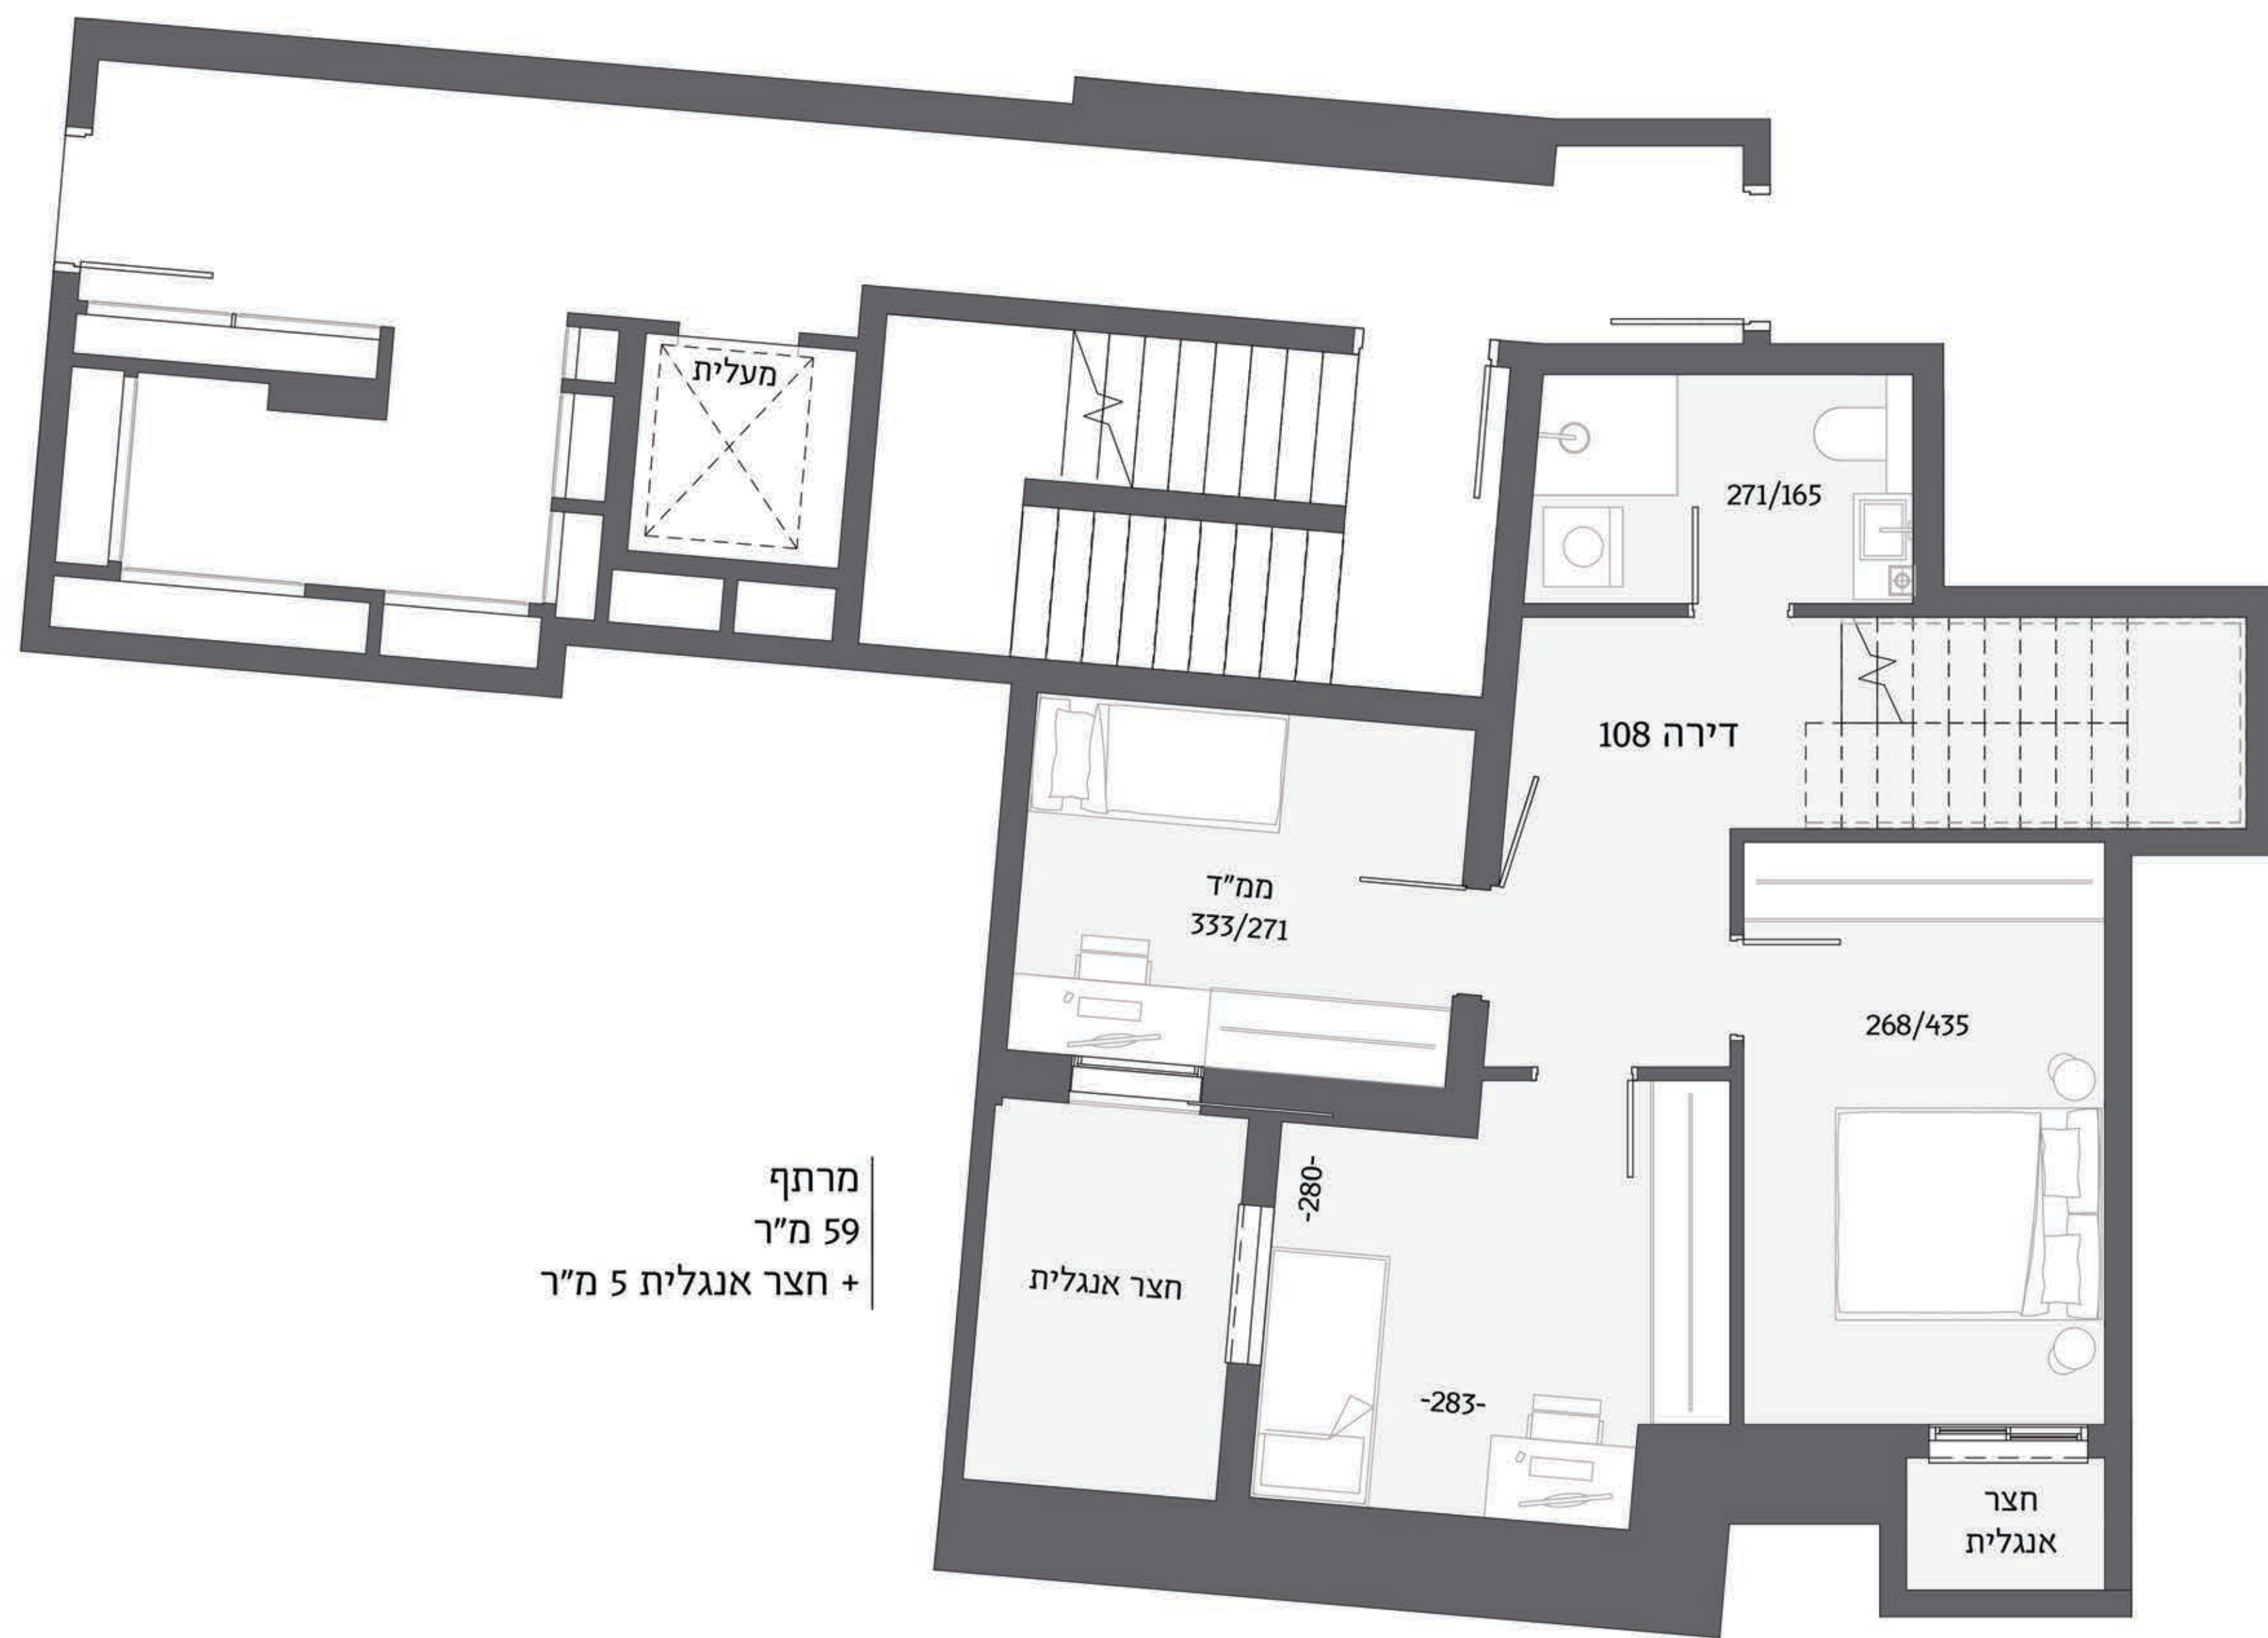 מעלית
271/165
דירה 108
ממ"ד
333/271
268/435
-280-
חצר אנגלית
-283-
חצר
אנגלית
מרתף
59 מ"ר
+ חצר אנגלית 5 מ"ר